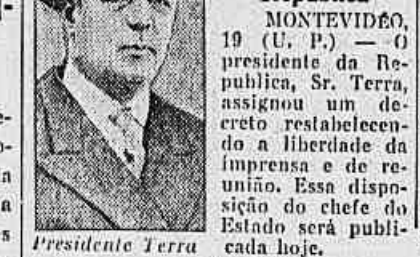 MONTEVIDÉO,
19 (U. P.) — O
presidente da Re-
publica, Sr. Terra,
assignou um de-
creto restabelecen-
do a liberdade da
imprensa e de re-
união. Essa dispo-
sição do chefe do
Estado será publi-
cada hoje.
Presidente Terra